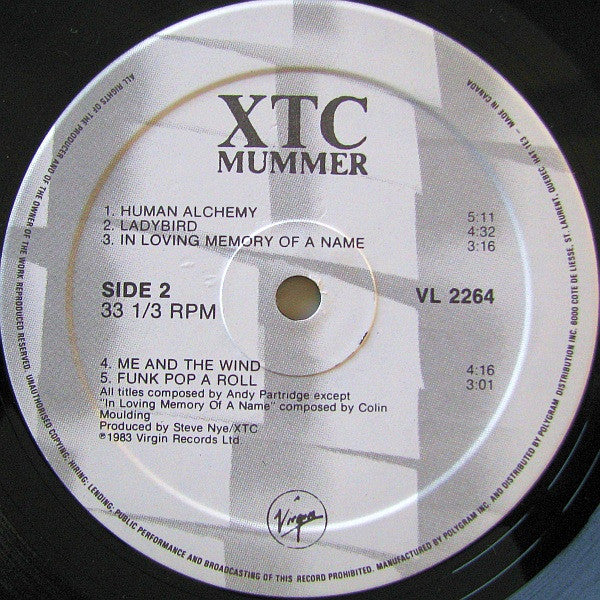 XTC
MUMMER
1. HUMAN ALCHEMY 5:11
2. LADYBIRD 4:32
3. IN LOVING MEMORY OF A NAME 3:16
SIDE 2
33 1/3 RPM
VL 2264
4. ME AND THE WIND 4:16
5. FUNK POP A ROLL 3:01
All titles composed by Andy Partridge except
"In Loving Memory Of A Name" composed by Colin
Moulding
Produced by Steve Nye/XTC
℗1983 Virgin Records Ltd
Virgin
ALL RIGHTS OF THE PRODUCER AND OF THE OWNER OF THE WORK REPRODUCED RESERVED. UNAUTHORISED COPYING, HIRING, LENDING, PUBLIC PERFORMANCE AND BROADCASTING OF THIS RECORD PROHIBITED. MANUFACTURED BY POLYGRAM INC. AND DISTRIBUTED BY POLYGRAM DISTRIBUTION INC. 6000 COTE DE LIESSE, ST. LAURENT, QUEBEC H4T 1E3 - MADE IN CANADA